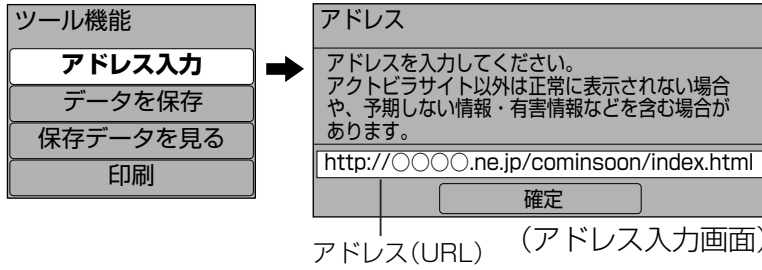 ツール機能
アドレス入力
データを保存
保存データを見る
印刷
アドレス
アドレスを入力してください。
アクトビラサイト以外は正常に表示されない場合
や、予期しない情報・有害情報などを含む場合が
あります。
http://○○○○.ne.jp/cominsoon/index.html
確定
アドレス(URL)
(アドレス入力画面)